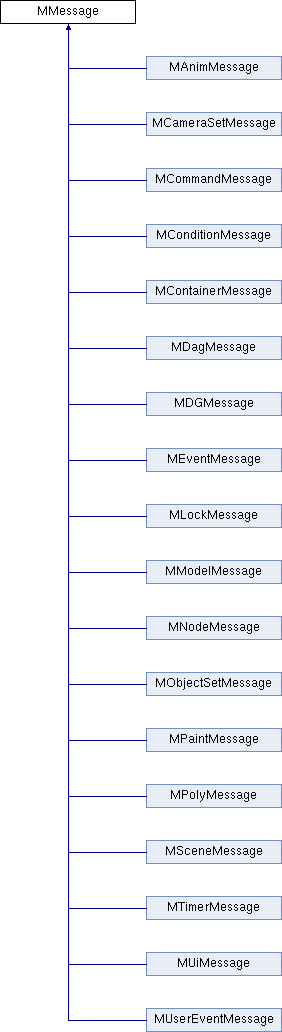 MMessage
MAnimMessage
MCameraSetMessage
MCommandMessage
MConditionMessage
MContainerMessage
MDagMessage
MDGMessage
MEventMessage
MLockMessage
MModelMessage
MNodeMessage
MObjectSetMessage
MPaintMessage
MPolyMessage
MSceneMessage
MTimerMessage
MUiMessage
MUserEventMessage